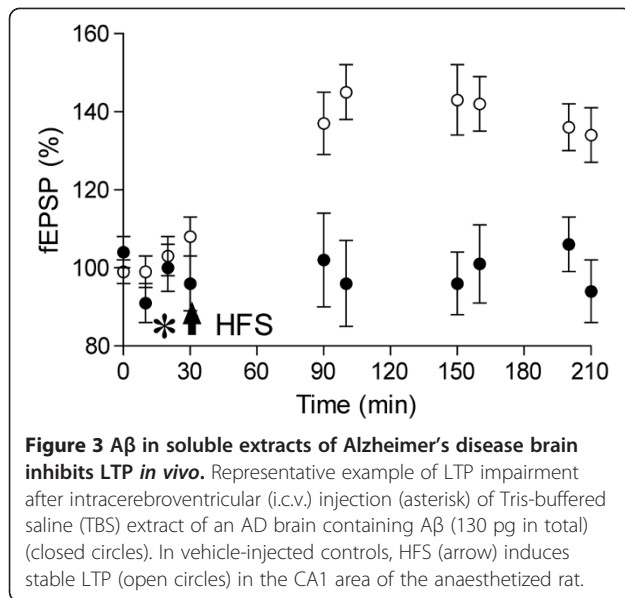 160
140
120
100
80
fEPSP (%)
* HFS
0 30 60 90 120 150 180 210
Time (min)
Figure 3 Aβ in soluble extracts of Alzheimer's disease brain
inhibits LTP in vivo. Representative example of LTP impairment
after intracerebroventricular (i.c.v.) injection (asterisk) of Tris-buffered
saline (TBS) extract of an AD brain containing Aβ (130 pg in total)
(closed circles). In vehicle-injected controls, HFS (arrow) induces
stable LTP (open circles) in the CA1 area of the anaesthetized rat.